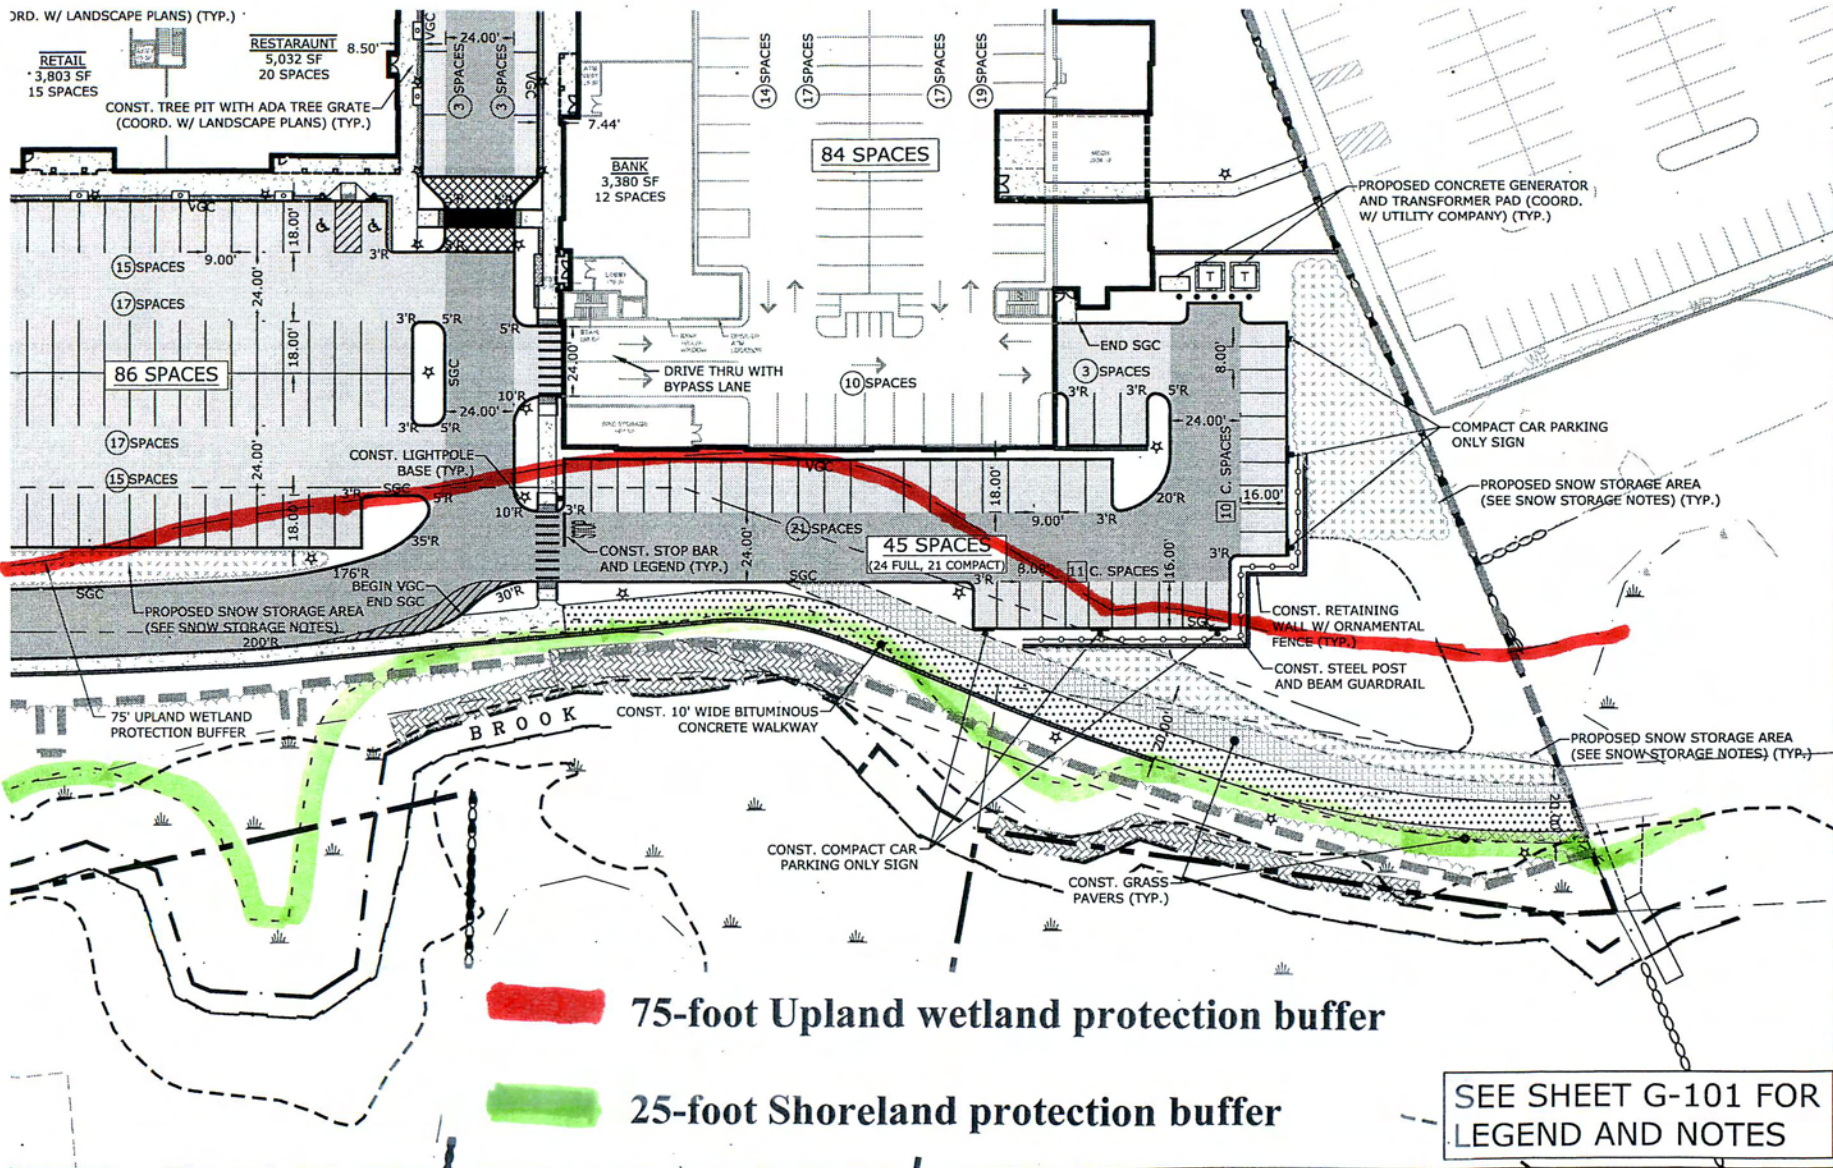 ORD. W/ LANDSCAPE PLANS) (TYP.)
RETAIL
3,803 SF
15 SPACES
RESTARAUNT
5,032 SF
20 SPACES
8.50'
CONST. TREE PIT WITH ADA TREE GRATE
(COORD. W/ LANDSCAPE PLANS) (TYP.)
VGC
24.00'
3 SPACES
3 SPACES
VGC
7.44'
BANK
3,380 SF
12 SPACES
14 SPACES
17 SPACES
17 SPACES
19 SPACES
84 SPACES
PROPOSED CONCRETE GENERATOR
AND TRANSFORMER PAD (COORD.
W/ UTILITY COMPANY) (TYP.)
T
T
VGC
18.00'
3'R
5'R
5'R
15 SPACES
9.00'
17 SPACES
24.00'
3'R
5'R
5'R
18.00'
86 SPACES
SGC
24.00'
24.00'
10'R
3'R
5'R
DRIVE THRU WITH
BYPASS LANE
10 SPACES
END SGC
3 SPACES
3'R
3'R
5'R
8.00'
24.00'
COMPACT CAR PARKING
ONLY SIGN
17 SPACES
24.00'
15 SPACES
CONST. LIGHTPOLE
BASE (TYP.)
3'R
SGC
5'R
10'R
3'R
VGC
18.00'
9.00'
3'R
20'R
10 C. SPACES
16.00'
PROPOSED SNOW STORAGE AREA
(SEE SNOW STORAGE NOTES) (TYP.)
18.00'
35'R
STOP
21 SPACES
45 SPACES
(24 FULL, 21 COMPACT)
CONST. STOP BAR
AND LEGEND (TYP.)
24.00'
3'R
176'R
BEGIN VGC
END SGC
30'R
SGC
3'R
8.00'
11 C. SPACES
16.00'
SGC
SGC
PROPOSED SNOW STORAGE AREA
(SEE SNOW STORAGE NOTES)
200'R
CONST. RETAINING
WALL W/ ORNAMENTAL
FENCE (TYP.)
CONST. STEEL POST
AND BEAM GUARDRAIL
75' UPLAND WETLAND
PROTECTION BUFFER
BROOK
CONST. 10' WIDE BITUMINOUS
CONCRETE WALKWAY
20.00'
PROPOSED SNOW STORAGE AREA
(SEE SNOW STORAGE NOTES) (TYP.)
20.00'
CONST. COMPACT CAR
PARKING ONLY SIGN
CONST. GRASS
PAVERS (TYP.)
75-foot Upland wetland protection buffer
25-foot Shoreland protection buffer
SEE SHEET G-101 FOR
LEGEND AND NOTES